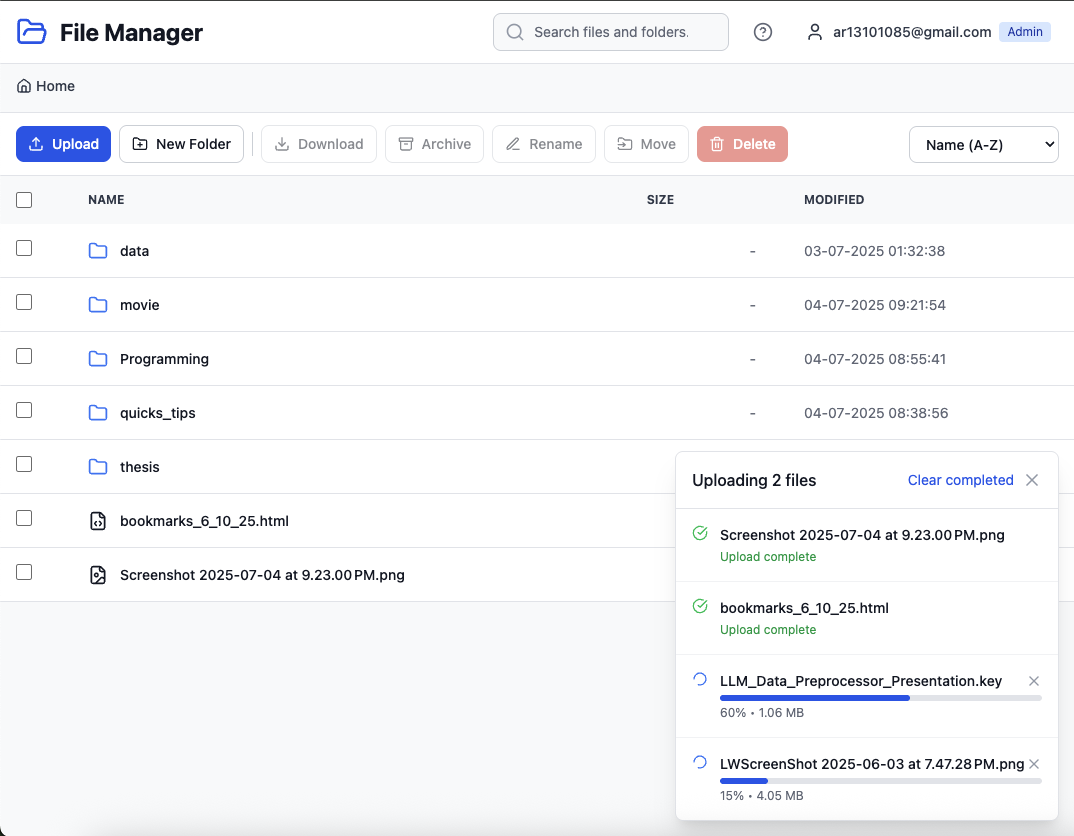 File Manager
Search files and folders.
ar13101085@gmail.com
Admin
Home
Upload
New Folder
Download
Archive
Rename
Move
Delete
Name (A-Z)
NAME SIZE MODIFIED
data - 03-07-2025 01:32:38
movie - 04-07-2025 09:21:54
Programming - 04-07-2025 08:55:41
quicks_tips - 04-07-2025 08:38:56
thesis
bookmarks_6_10_25.html
Screenshot 2025-07-04 at 9.23.00 PM.png
Uploading 2 files
Clear completed
Screenshot 2025-07-04 at 9.23.00 PM.png
Upload complete
bookmarks_6_10_25.html
Upload complete
LLM_Data_Preprocessor_Presentation.key
60% • 1.06 MB
LWScreenShot 2025-06-03 at 7.47.28 PM.png
15% • 4.05 MB